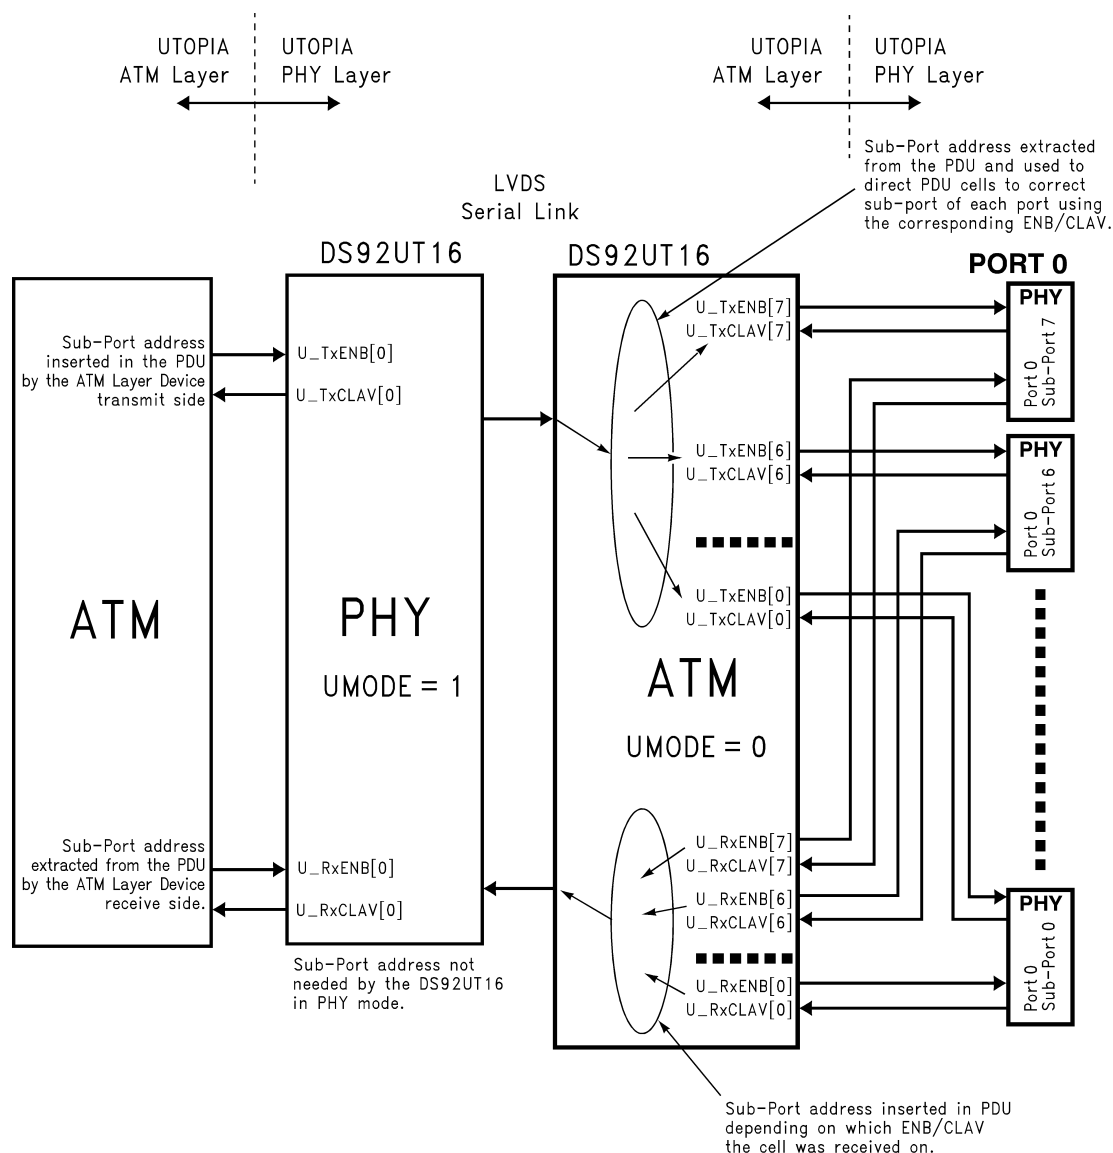 UTOPIA
ATM Layer
UTOPIA
PHY Layer
UTOPIA
ATM Layer
UTOPIA
PHY Layer
Sub-Port address extracted
from the PDU and used to
direct PDU cells to correct
sub-port of each port using
the corresponding ENB/CLAV.
LVDS
Serial Link
DS92UT16
DS92UT16
PORT 0
Sub-Port address
inserted in the PDU
by the ATM Layer Device
transmit side
ATM
Sub-Port address
extracted from the PDU
by the ATM Layer Device
receive side.
U_TxENB[0]
U_TxCLAV[0]
PHY
UMODE = 1
U_RxENB[0]
U_RxCLAV[0]
Sub-Port address not
needed by the DS92UT16
in PHY mode.
U_TxENB[7]
U_TxCLAV[7]
U_TxENB[6]
U_TxCLAV[6]
U_TxENB[0]
U_TxCLAV[0]
ATM
UMODE = 0
U_RxENB[7]
U_RxCLAV[7]
U_RxENB[6]
U_RxCLAV[6]
U_RxENB[0]
U_RxCLAV[0]
PHY
Port 0
Sub-Port 7
PHY
Port 0
Sub-Port 6
PHY
Port 0
Sub-Port 0
Sub-Port address inserted in PDU
depending on which ENB/CLAV
the cell was received on.